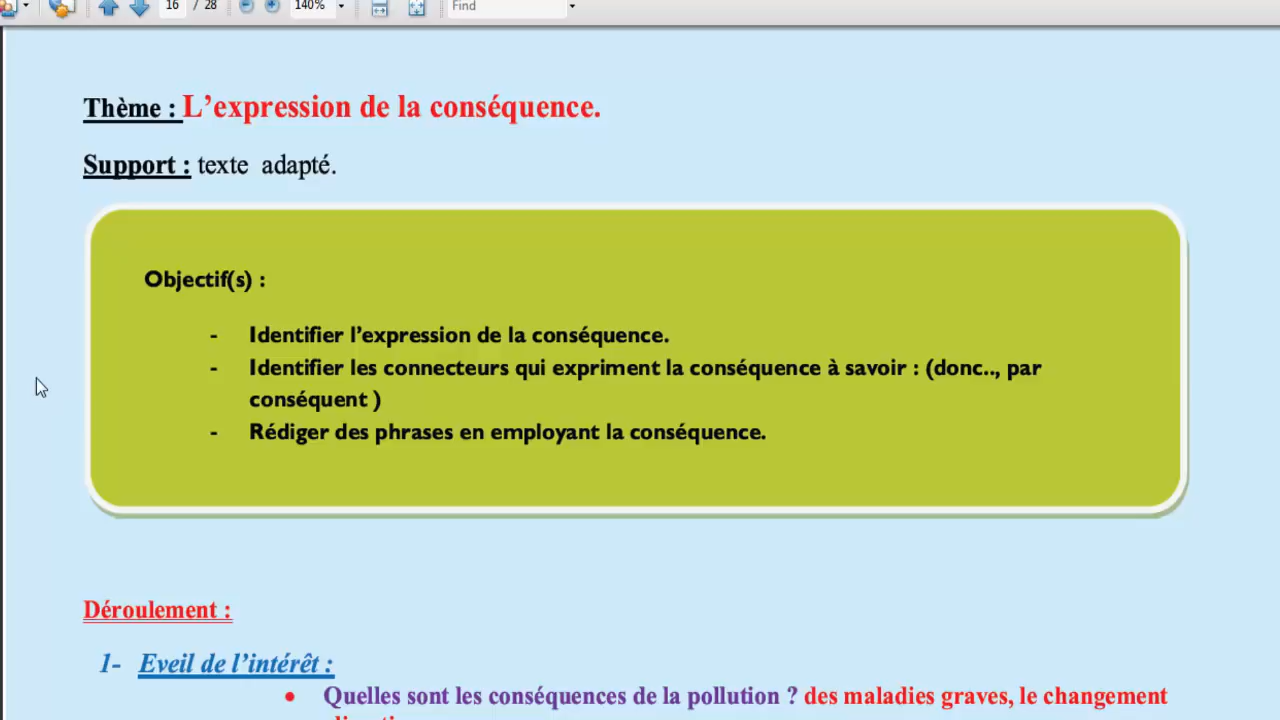 16 / 28 140% Find
Thème : L’expression de la conséquence.
Support : texte adapté.
Objectif(s) :
- Identifier l’expression de la conséquence.
- Identifier les connecteurs qui expriment la conséquence à savoir : (donc.., par
conséquent )
- Rédiger des phrases en employant la conséquence.
Déroulement :
1- Eveil de l’intérêt :
• Quelles sont les conséquences de la pollution ? des maladies graves, le changement